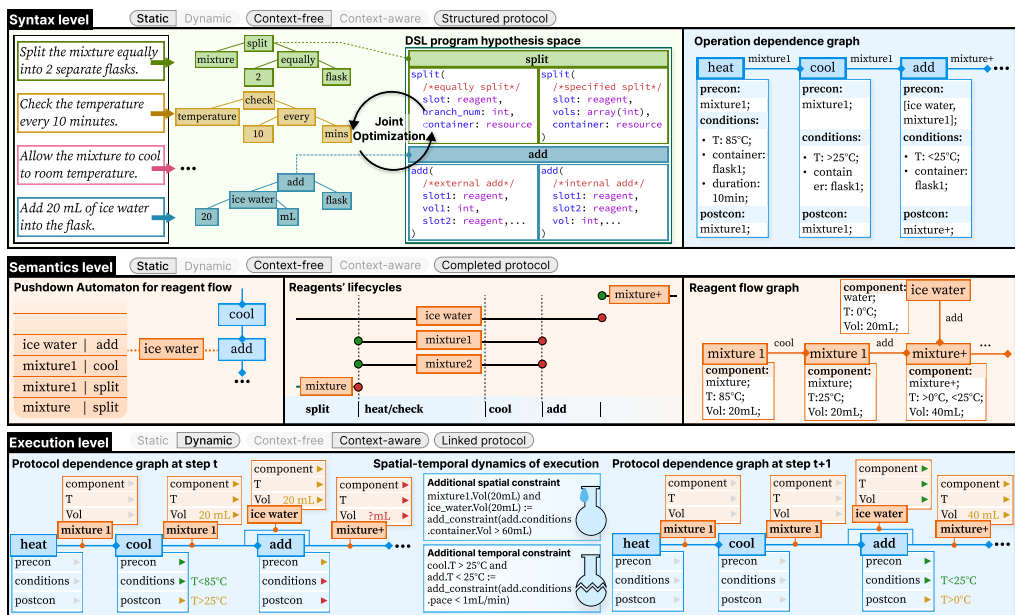 Syntax level
Static Dynamic Context-free Context-aware Structured protocol
Split the mixture equally
into 2 separate flasks.
Check the temperature
every 10 minutes.
Allow the mixture to cool
to room temperature.
Add 20 mL of ice water
into the flask.
split
mixture equally
2 flask
check
temperature every
10 mins
add
ice water flask
20 mL
Joint
Optimization
DSL program hypothesis space
split
split(
/*equally split*/
slot: reagent,
branch_num: int,
container: resource
)
split(
/*specified split*/
slot: reagent,
vols: array(int),
container: resource
)
add
add(
/*external add*/
slot1: reagent,
vol1: int,
slot2: reagent,...
)
add(
/*internal add*/
slot1: reagent,
slot2: reagent,
vol: int,...
)
Operation dependence graph
heat mixture1 cool mixture1 add mixture+
precon:
mixture1;
conditions:
• T: 85°C;
• container:
flask1;
• duration:
10min;
postcon:
mixture1;
precon:
mixture1;
conditions:
• T: >25°C;
• contain
er: flask1;
postcon:
mixture1;
precon:
[ice water,
mixture1];
conditions:
• T: <25°C;
• container:
flask1;
postcon:
mixture+;
Semantics level
Static Dynamic Context-free Context-aware Completed protocol
Pushdown Automaton for reagent flow
ice water | add
mixture1 | cool
mixture1 | split
mixture | split
ice water
cool
add
Reagents' lifecycles
mixture+
ice water
mixture1
mixture2
mixture
split heat/check cool add
Reagent flow graph
component:
water;
T: 0°C;
Vol: 20mL;
ice water
add
mixture 1 cool mixture 1 add mixture+ ...
component:
mixture;
T: 85°C;
Vol: 20mL;
component:
mixture;
T:25°C;
Vol: 20mL;
component:
mixture+;
T: >0°C, <25°C;
Vol: 40mL;
Execution level
Static Dynamic Context-free Context-aware Linked protocol
Protocol dependence graph at step t
component
T
Vol
mixture 1
component
T
Vol 20 mL
mixture 1
component
T
Vol 20 mL
ice water
component
T
Vol ?mL
mixture+
heat cool add
precon
conditions
postcon
precon
conditions T<85°C
postcon T>25°C
precon
conditions
postcon
Spatial-temporal dynamics of execution
Additional spatial constraint
mixture1.Vol(20mL) and
ice_water.Vol(20mL) :=
add_constraint(add.conditions
.container.Vol > 60mL)
Additional temporal constraint
cool.T > 25°C and
add.T < 25°C :=
add_constraint(add.conditions
.pace < 1mL/min)
Protocol dependence graph at step t+1
component
T
Vol
mixture 1
component
T
Vol
mixture 1
component
T
Vol
ice water
component
T
Vol 40 mL
mixture+
heat cool add
precon
conditions
postcon
precon
conditions
postcon
precon
conditions T<25°C
postcon T>0°C